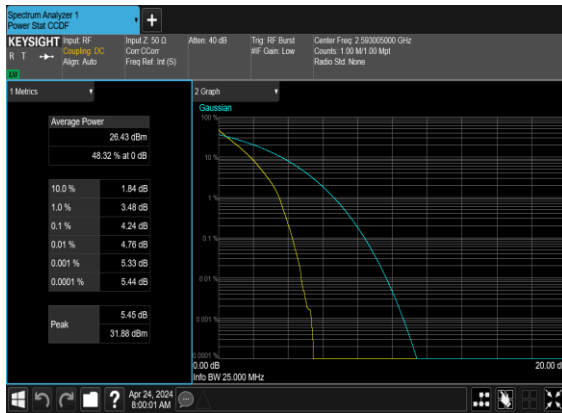 Spectrum Analyzer 1
Power Stat CCDF
KEYSIGHT
R T
LXI
Input: RF
Coupling: DC
Align: Auto
Input Z: 50 Ω
Corr CCorr
Freq Ref: Int (S)
Atten: 40 dB
Trig: RF Burst
#IF Gain: Low
Center Freq: 2.593005000 GHz
Counts: 1.00 M/1.00 Mpt
Radio Std: None
1 Metrics
Average Power
26.43 dBm
48.32 % at 0 dB
10.0 % 1.84 dB
1.0 % 3.48 dB
0.1 % 4.24 dB
0.01 % 4.76 dB
0.001 % 5.33 dB
0.0001 % 5.44 dB
Peak
5.45 dB
31.88 dBm
2 Graph
Gaussian
100 %
10 %
1 %
0.1 %
0.01 %
0.001 %
0.0001 %
0.00 dB
20.00 d
Info BW 25.000 MHz
?
Apr 24, 2024
8:00:01 AM